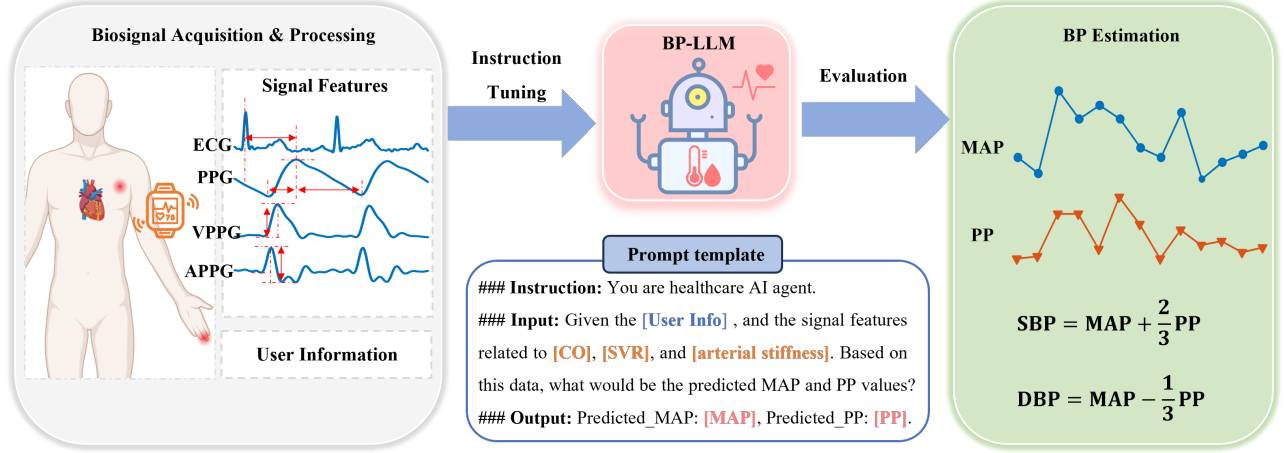 Biosignal Acquisition & Processing
Signal Features
ECG
PPG
VPPG
APPG
70
User Information
Instruction
Tuning
BP-LLM
Evaluation
Prompt template
### Instruction: You are healthcare AI agent.
### Input: Given the [User Info] , and the signal features
related to [CO], [SVR], and [arterial stiffness]. Based on
this data, what would be the predicted MAP and PP values?
### Output: Predicted_MAP: [MAP], Predicted_PP: [PP].
BP Estimation
MAP
PP
SBP = MAP + 2/3 PP
DBP = MAP − 1/3 PP